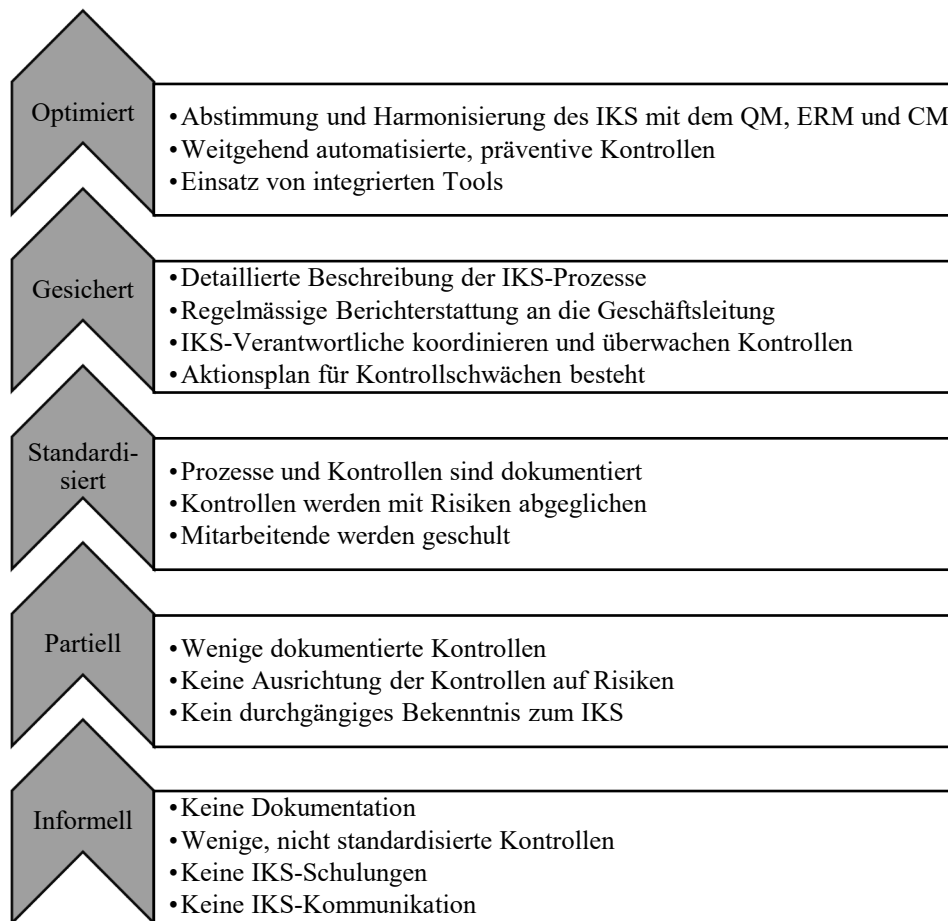 Optimiert
•Abstimmung und Harmonisierung des IKS mit dem QM, ERM und CM
•Weitgehend automatisierte, präventive Kontrollen
•Einsatz von integrierten Tools
Gesichert
•Detaillierte Beschreibung der IKS-Prozesse
•Regelmässige Berichterstattung an die Geschäftsleitung
•IKS-Verantwortliche koordinieren und überwachen Kontrollen
•Aktionsplan für Kontrollschwächen besteht
Standardi-
siert
•Prozesse und Kontrollen sind dokumentiert
•Kontrollen werden mit Risiken abgeglichen
•Mitarbeitende werden geschult
Partiell
•Wenige dokumentierte Kontrollen
•Keine Ausrichtung der Kontrollen auf Risiken
•Kein durchgängiges Bekenntnis zum IKS
Informell
•Keine Dokumentation
•Wenige, nicht standardisierte Kontrollen
•Keine IKS-Schulungen
•Keine IKS-Kommunikation